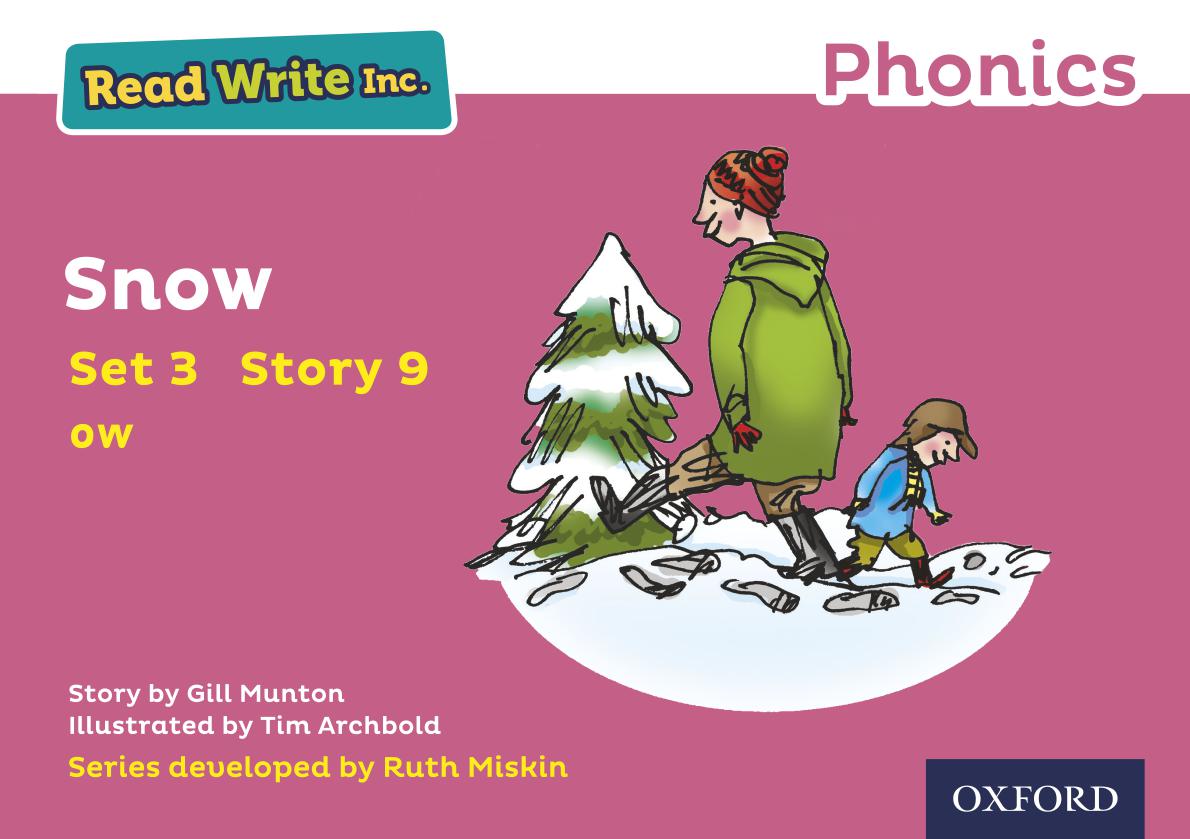 Read Write Inc.
Phonics
Snow
Set 3 Story 9
ow
Story by Gill Munton
Illustrated by Tim Archbold
Series developed by Ruth Miskin
OXFORD